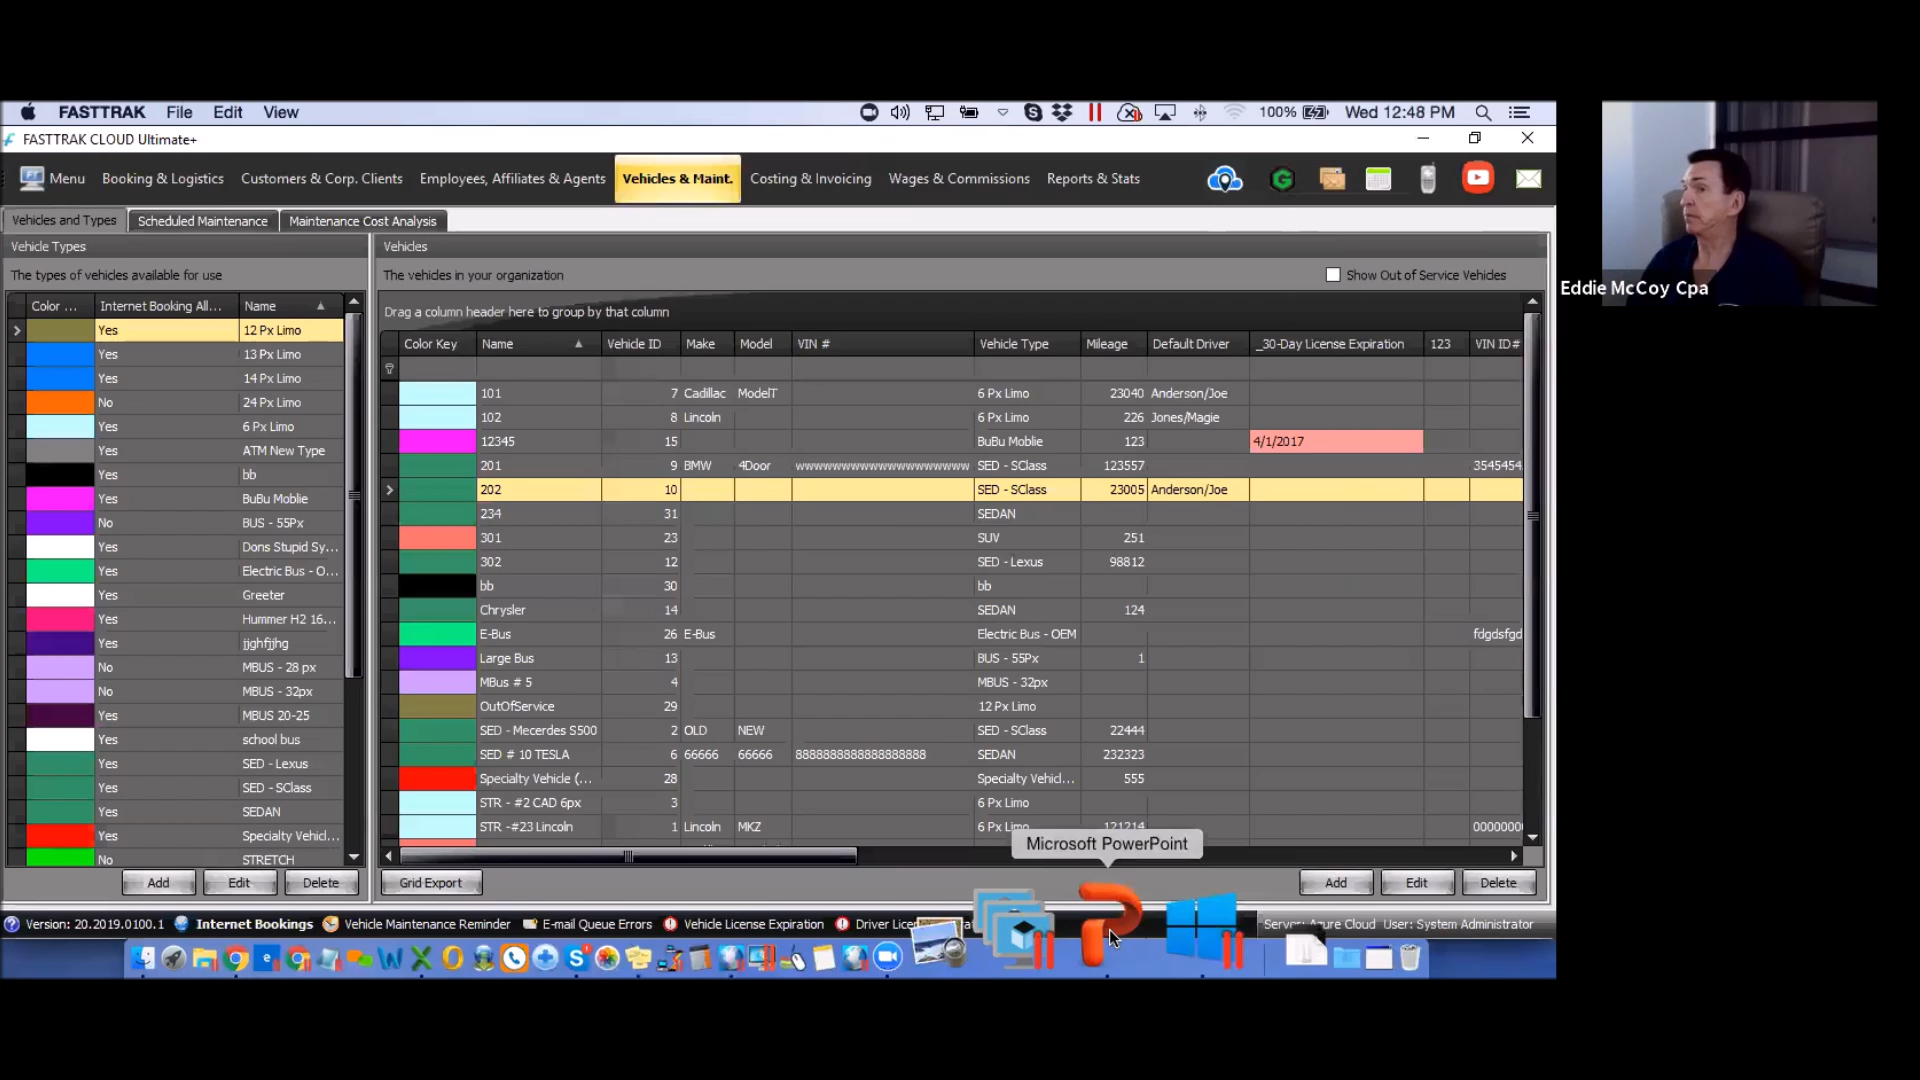 FASTTRAK File Edit View 100% Wed 12:48 PM
FASTTRAK CLOUD Ultimate+
Menu Booking & Logistics Customers & Corp. Clients Employees, Affiliates & Agents Vehicles & Maint. Costing & Invoicing Wages & Commissions Reports & Stats
Vehicles and Types Scheduled Maintenance Maintenance Cost Analysis
Vehicle Types
The types of vehicles available for use
Color ... Internet Booking All... Name
Yes 12 Px Limo
Yes 13 Px Limo
Yes 14 Px Limo
No 24 Px Limo
Yes 6 Px Limo
Yes ATM New Type
Yes bb
Yes BuBu Moblie
No BUS - 55Px
Yes Dons Stupid Sy...
Yes Electric Bus - O...
Yes Greeter
Yes Hummer H2 16...
Yes jjghfjjhg
No MBUS - 28 px
No MBUS - 32px
Yes MBUS 20-25
Yes school bus
Yes SED - Lexus
Yes SED - SClass
Yes SEDAN
Yes Specialty Vehicl...
No STRETCH
Add Edit Delete
Vehicles
The vehicles in your organization Show Out of Service Vehicles
Drag a column header here to group by that column
Color Key Name Vehicle ID Make Model VIN # Vehicle Type Mileage Default Driver _30-Day License Expiration 123 VIN ID#
101 7 Cadillac ModelT 6 Px Limo 23040 Anderson/Joe
102 8 Lincoln 6 Px Limo 226 Jones/Magie
12345 15 BuBu Moblie 123 4/1/2017
201 9 BMW 4Door SED - SClass 123557 3545454
202 10 SED - SClass 23005 Anderson/Joe
234 31 SEDAN
301 23 SUV 251
302 12 SED - Lexus 98812
bb 30 bb
Chrysler 14 SEDAN 124
E-Bus 26 E-Bus Electric Bus - OEM fdgdsfgd
Large Bus 13 BUS - 55Px 1
MBus # 5 4 MBUS - 32px
OutOfService 29 12 Px Limo
SED - Mecerdes S500 2 OLD NEW SED - SClass 22444
SED # 10 TESLA 6 66666 66666 SEDAN 232323
Specialty Vehicle (... 28 Specialty Vehicl... 555
STR - #2 CAD 6px 3 6 Px Limo
STR -#23 Lincoln 1 Lincoln MKZ 6 Px Limo 121214 0000000
Microsoft PowerPoint
Grid Export Add Edit Delete
Version: 20.2019.0100.1 Internet Bookings Vehicle Maintenance Reminder E-mail Queue Errors Vehicle License Expiration Driver Lice Server: Azure Cloud User: System Administrator
Eddie McCoy Cpa